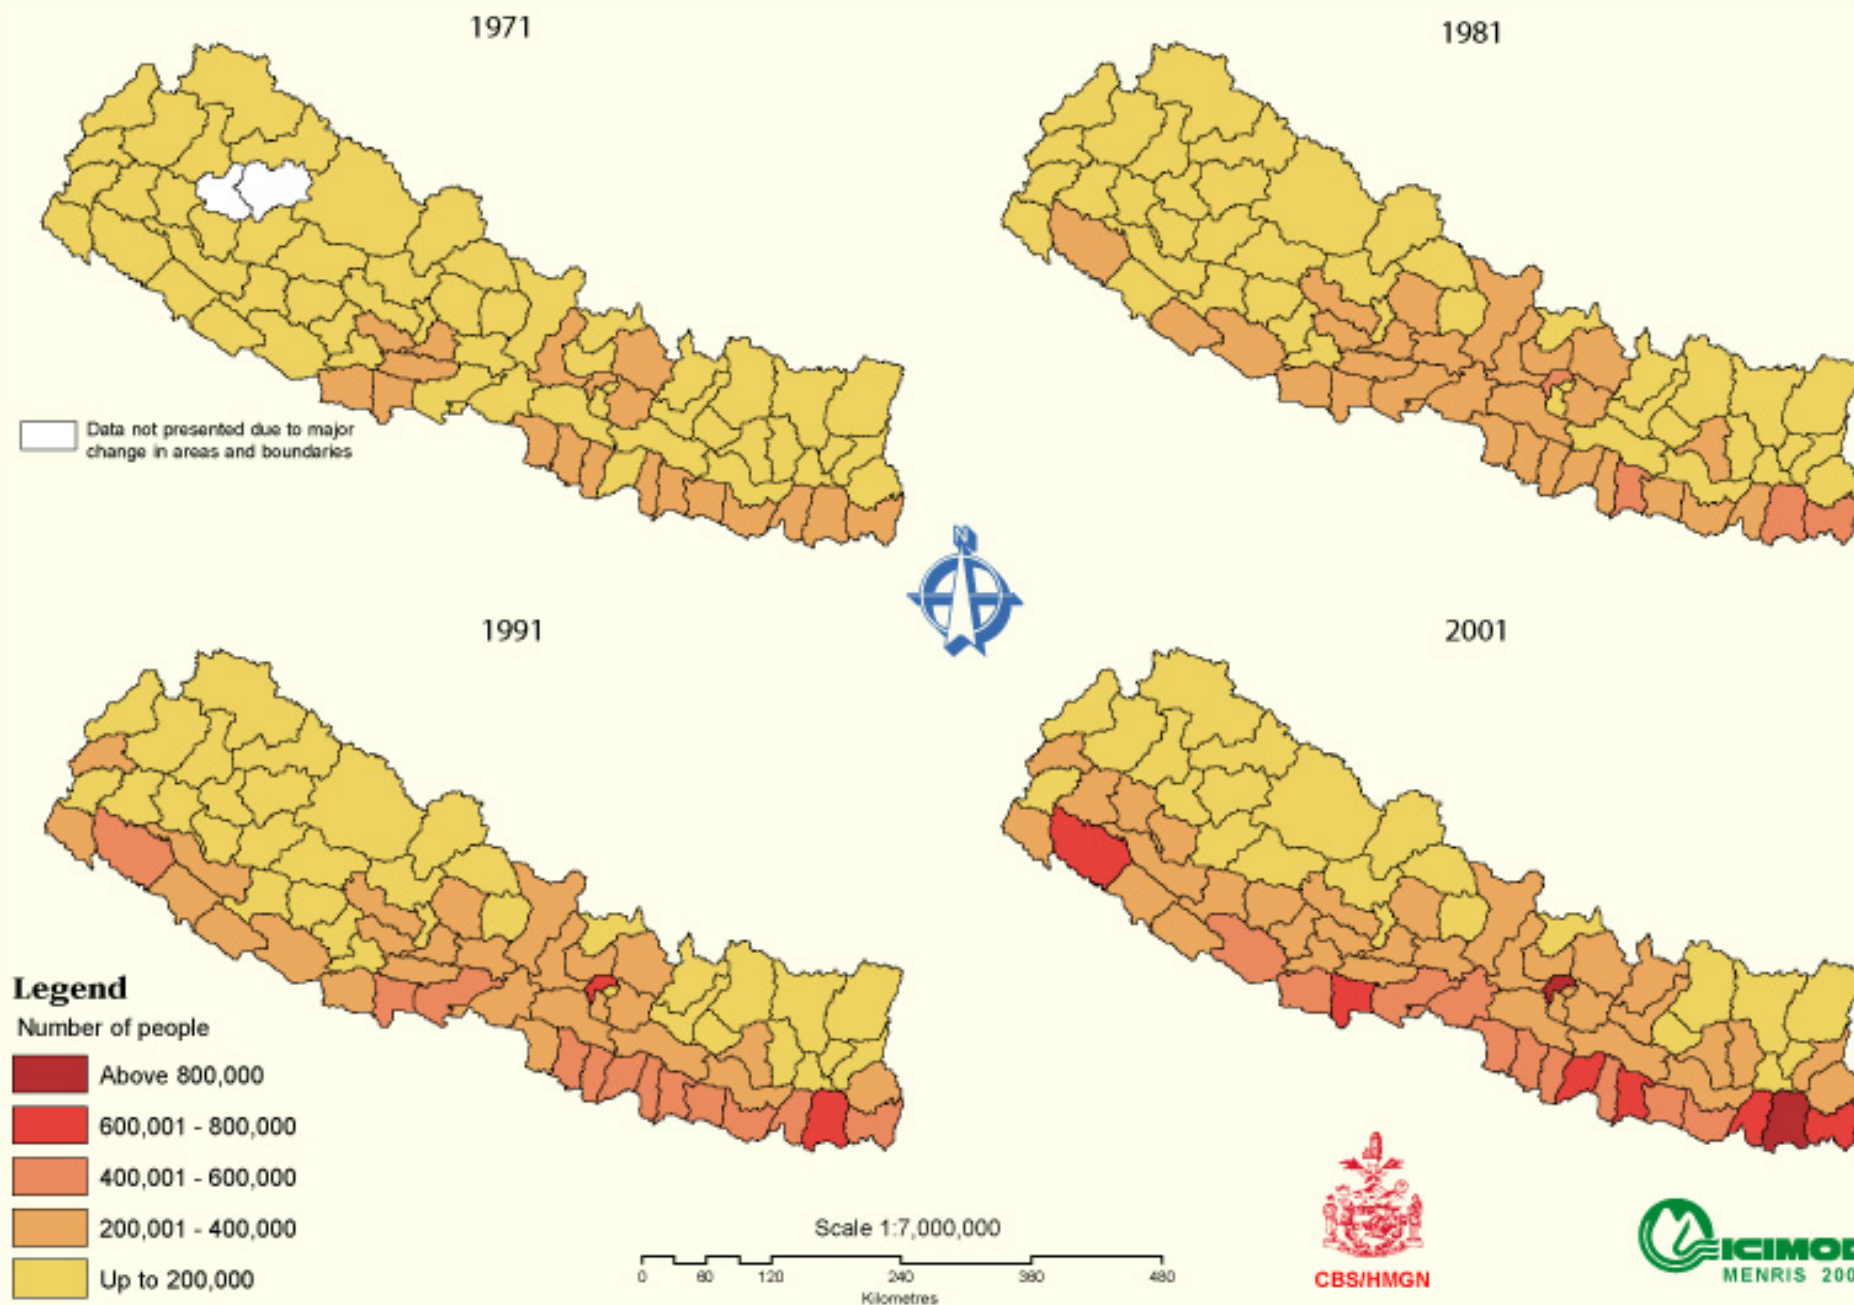 1971
1981
Data not presented due to major
change in areas and boundaries
N
1991
2001
Legend
Number of people
Above 800,000
600,001 - 800,000
400,001 - 600,000
200,001 - 400,000
Up to 200,000
Scale 1:7,000,000
0 60 120 240 360 480
Kilometres
CBS/HMGN
ICIMOD
MENRIS 200